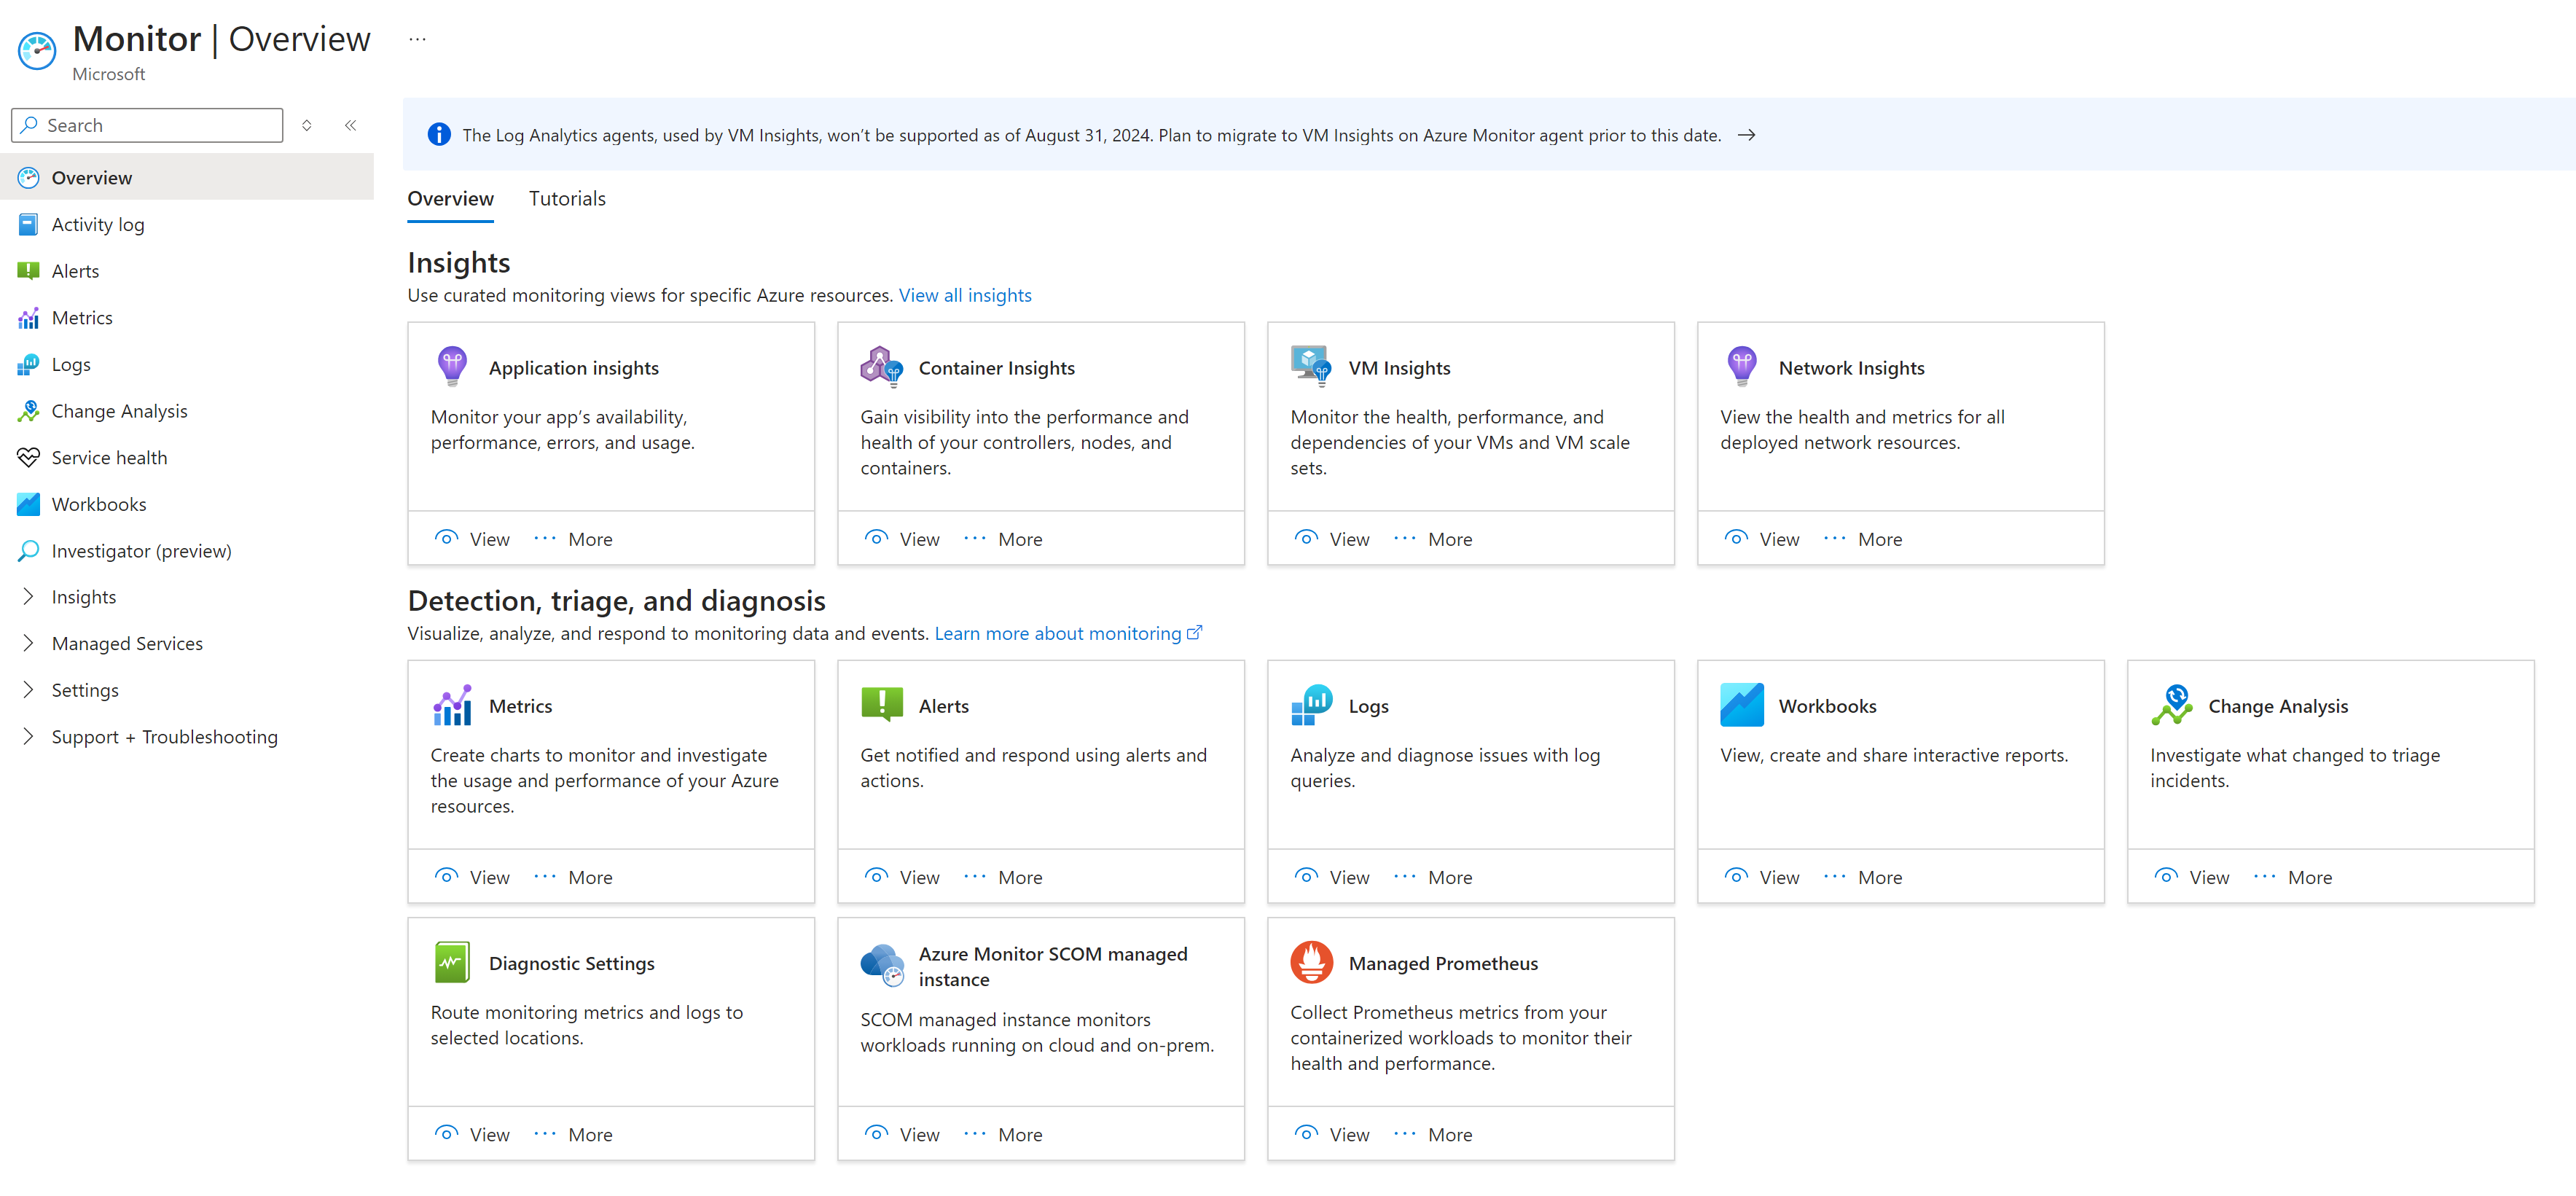 Monitor | Overview
...
Microsoft
Search
Overview
Activity log
Alerts
Metrics
Logs
Change Analysis
Service health
Workbooks
Investigator (preview)
Insights
Managed Services
Settings
Support + Troubleshooting
The Log Analytics agents, used by VM Insights, won’t be supported as of August 31, 2024. Plan to migrate to VM Insights on Azure Monitor agent prior to this date.
Overview Tutorials
Insights
Use curated monitoring views for specific Azure resources. View all insights
Application insights
Monitor your app’s availability,
performance, errors, and usage.
View ... More
Container Insights
Gain visibility into the performance and
health of your controllers, nodes, and
containers.
View ... More
VM Insights
Monitor the health, performance, and
dependencies of your VMs and VM scale
sets.
View ... More
Network Insights
View the health and metrics for all
deployed network resources.
View ... More
Detection, triage, and diagnosis
Visualize, analyze, and respond to monitoring data and events. Learn more about monitoring
Metrics
Create charts to monitor and investigate
the usage and performance of your Azure
resources.
View ... More
Alerts
Get notified and respond using alerts and
actions.
View ... More
Logs
Analyze and diagnose issues with log
queries.
View ... More
Workbooks
View, create and share interactive reports.
View ... More
Change Analysis
Investigate what changed to triage
incidents.
View ... More
Diagnostic Settings
Route monitoring metrics and logs to
selected locations.
View ... More
Azure Monitor SCOM managed
instance
SCOM managed instance monitors
workloads running on cloud and on-prem.
View ... More
Managed Prometheus
Collect Prometheus metrics from your
containerized workloads to monitor their
health and performance.
View ... More